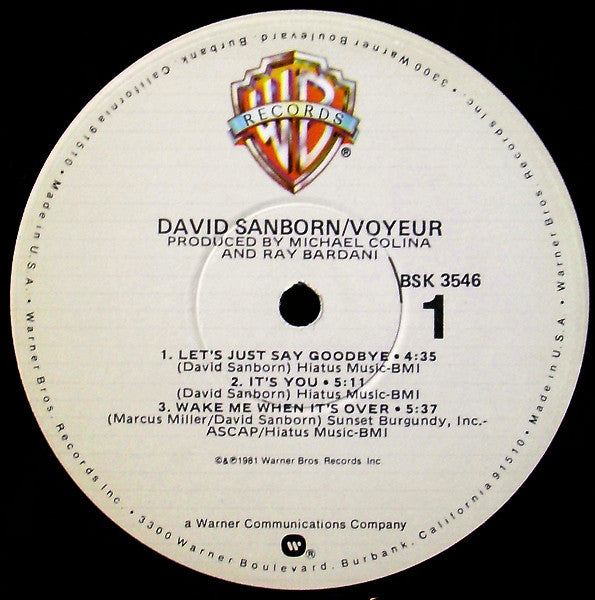 WB
RECORDS
®
DAVID SANBORN/VOYEUR
PRODUCED BY MICHAEL COLINA
AND RAY BARDANI
BSK 3546
1
1. LET'S JUST SAY GOODBYE • 4:35
(David Sanborn) Hiatus Music-BMI
2. IT'S YOU • 5:11
(David Sanborn) Hiatus Music-BMI
3. WAKE ME WHEN IT'S OVER • 5:37
(Marcus Miller/David Sanborn) Sunset Burgundy, Inc.-
ASCAP/Hiatus Music-BMI
©&℗1981 Warner Bros. Records Inc.
a Warner Communications Company
W®
Warner Bros. Records Inc. • 3300 Warner Boulevard, Burbank, California 91510 • Made in U.S.A. • Warner Bros. Records Inc. • 3300 Warner Boulevard, Burbank, California 91510 • Made in U.S.A. •